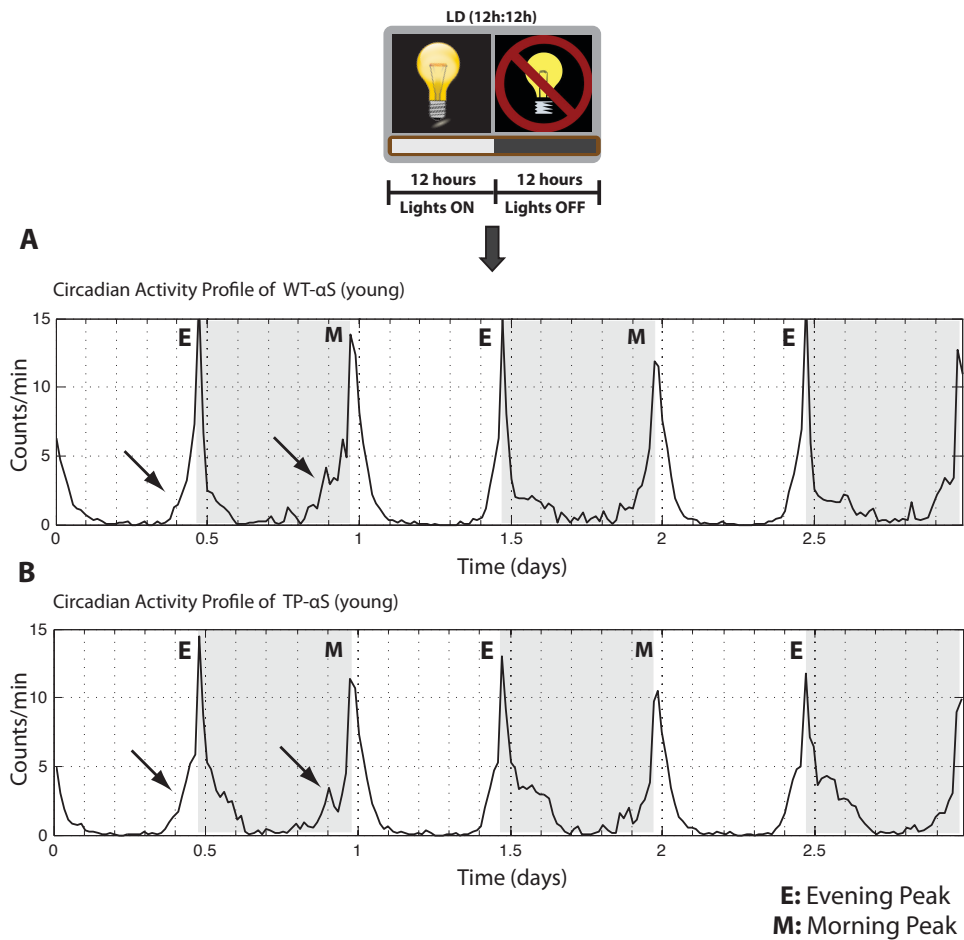 LD (12h:12h)
12 hours 12 hours
Lights ON Lights OFF
A
Circadian Activity Profile of WT-αS (young)
15
10
5
0
Counts/min
E M E M E
0 0.5 1 1.5 2 2.5
Time (days)
B
Circadian Activity Profile of TP-αS (young)
15
10
5
0
Counts/min
E M E M E
0 0.5 1 1.5 2 2.5
Time (days)
E: Evening Peak
M: Morning Peak